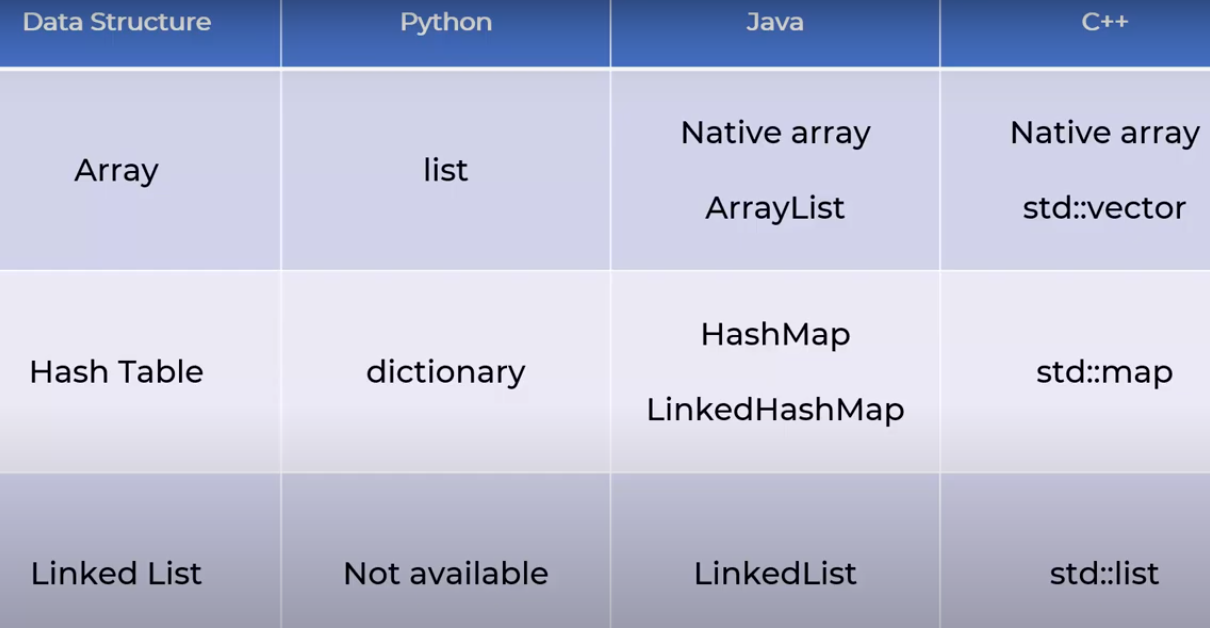 Data Structure Python Java C++
Array list Native array Native array
ArrayList std::vector
Hash Table dictionary HashMap std::map
LinkedHashMap
Linked List Not available LinkedList std::list